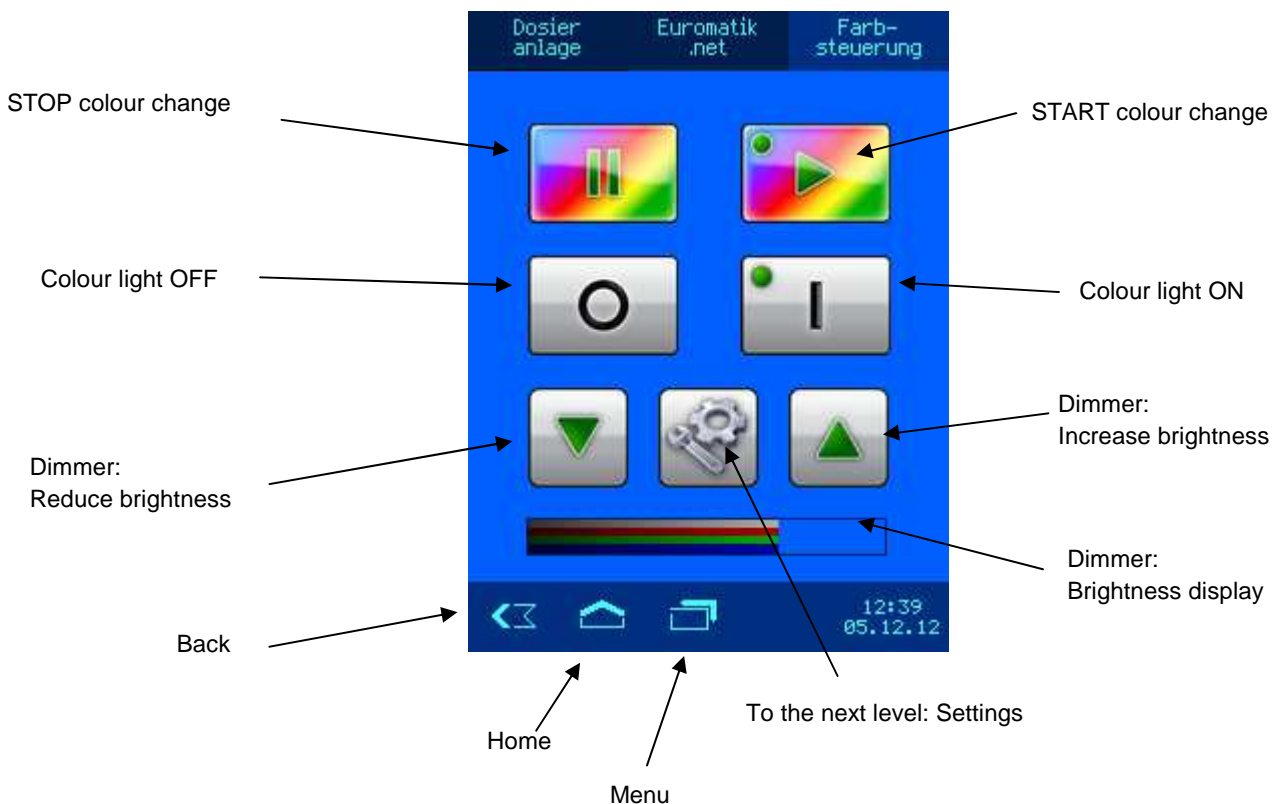 Dosier
anlage
Euromatik
.net
Farb-
steuerung
STOP colour change
START colour change
Colour light OFF
Colour light ON
Dimmer:
Increase brightness
Dimmer:
Reduce brightness
Dimmer:
Brightness display
12:39
05.12.12
Back
To the next level: Settings
Home
Menu